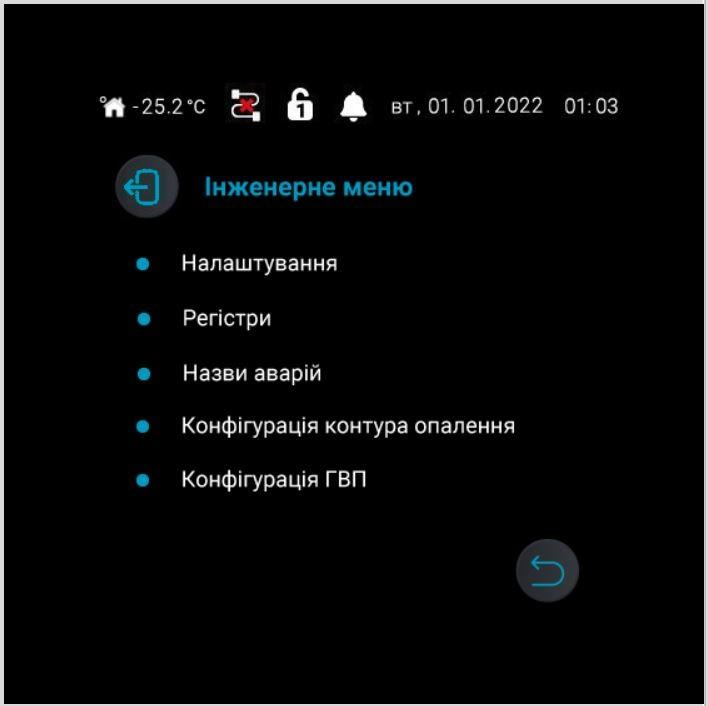 -25.2°C 1 вт, 01. 01. 2022 01:03
Інженерне меню
Налаштування
Регістри
Назви аварій
Конфігурація контура опалення
Конфігурація ГВП